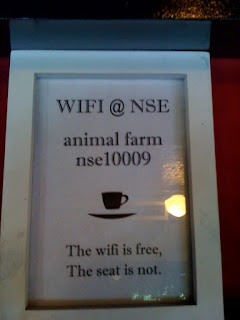 WIFI @ NSE
animal farm
nse10009
The wifi is free,
The seat is not.